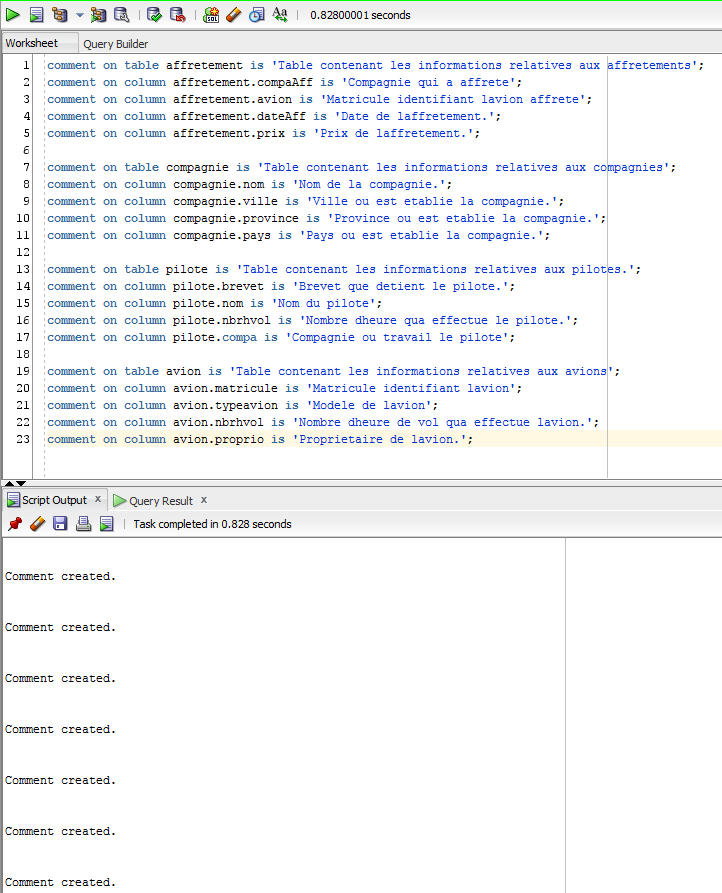 SQL
Aa
0.82800001 seconds
Worksheet
Query Builder
1 comment on table affretement is 'Table contenant les informations relatives aux affretements';
2 comment on column affretement.compaAff is 'Compagnie qui a affrete';
3 comment on column affretement.avion is 'Matricule identifiant lavion affrete';
4 comment on column affretement.dateAff is 'Date de laffretement.';
5 comment on column affretement.prix is 'Prix de laffretement.';
6
7 comment on table compagnie is 'Table contenant les informations relatives aux compagnies';
8 comment on column compagnie.nom is 'Nom de la compagnie.';
9 comment on column compagnie.ville is 'Ville ou est etablie la compagnie.';
10 comment on column compagnie.province is 'Province ou est etablie la compagnie.';
11 comment on column compagnie.pays is 'Pays ou est etablie la compagnie.';
12
13 comment on table pilote is 'Table contenant les informations relatives aux pilotes.';
14 comment on column pilote.brevet is 'Brevet que detient le pilote.';
15 comment on column pilote.nom is 'Nom du pilote';
16 comment on column pilote.nbrhvol is 'Nombre dheure qua effectue le pilote.';
17 comment on column pilote.compa is 'Compagnie ou travail le pilote';
18
19 comment on table avion is 'Table contenant les informations relatives aux avions';
20 comment on column avion.matricule is 'Matricule identifiant lavion';
21 comment on column avion.typeavion is 'Modele de lavion';
22 comment on column avion.nbrhvol is 'Nombre dheure de vol qua effectue lavion.';
23 comment on column avion.proprio is 'Proprietaire de lavion.';
Script Output x
Query Result x
Task completed in 0.828 seconds
Comment created.
Comment created.
Comment created.
Comment created.
Comment created.
Comment created.
Comment created.